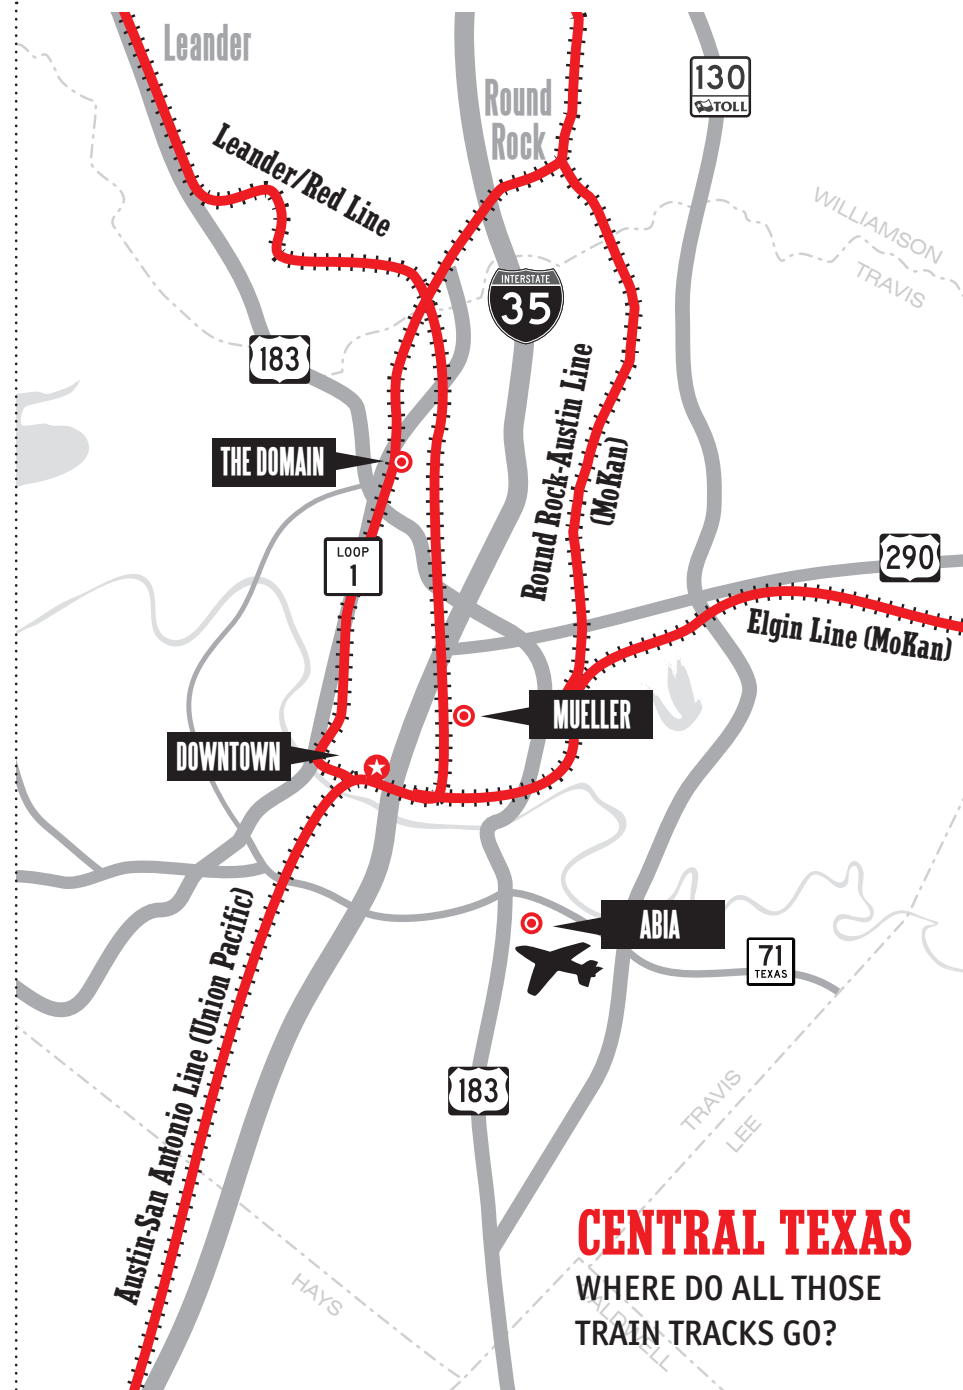 Leander
Round
Rock
130
TOLL
Leander/Red Line
WILLIAMSON
TRAVIS
INTERSTATE
35
183
THE DOMAIN
Round Rock-Austin Line
(MoKan)
LOOP
1
290
Elgin Line (MoKan)
MUELLER
DOWNTOWN
ABIA
71
TEXAS
Austin-San Antonio Line (Union Pacific)
183
TRAVIS
LEE
HAYS
CENTRAL TEXAS
WHERE DO ALL THOSE
TRAIN TRACKS GO?
CALDWELL